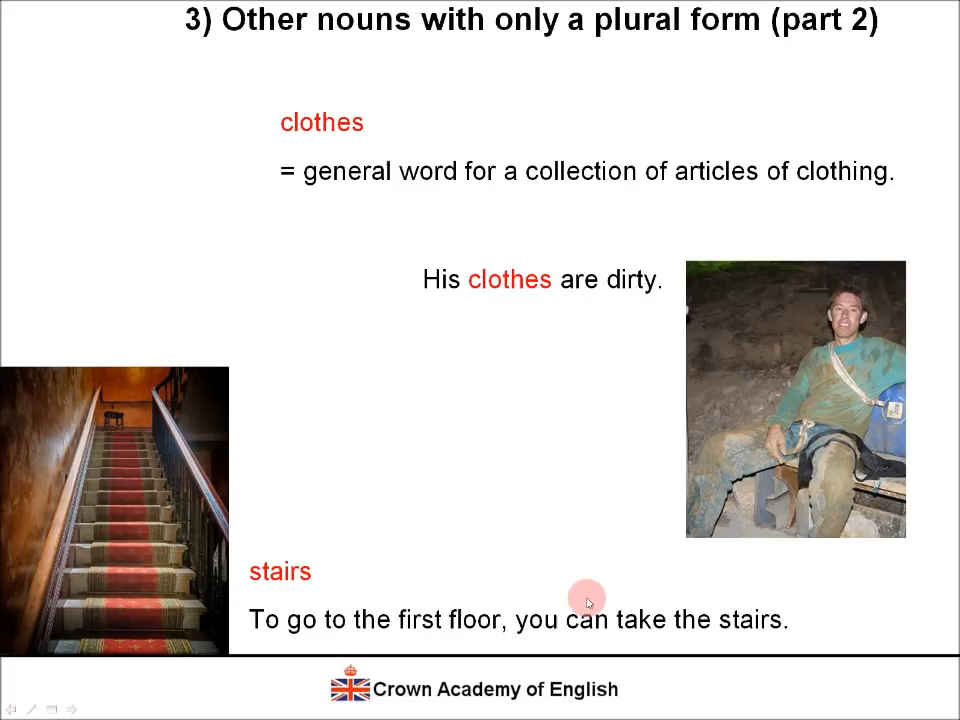 3) Other nouns with only a plural form (part 2)
clothes
= general word for a collection of articles of clothing.
His clothes are dirty.
stairs
To go to the first floor, you can take the stairs.
Crown Academy of English